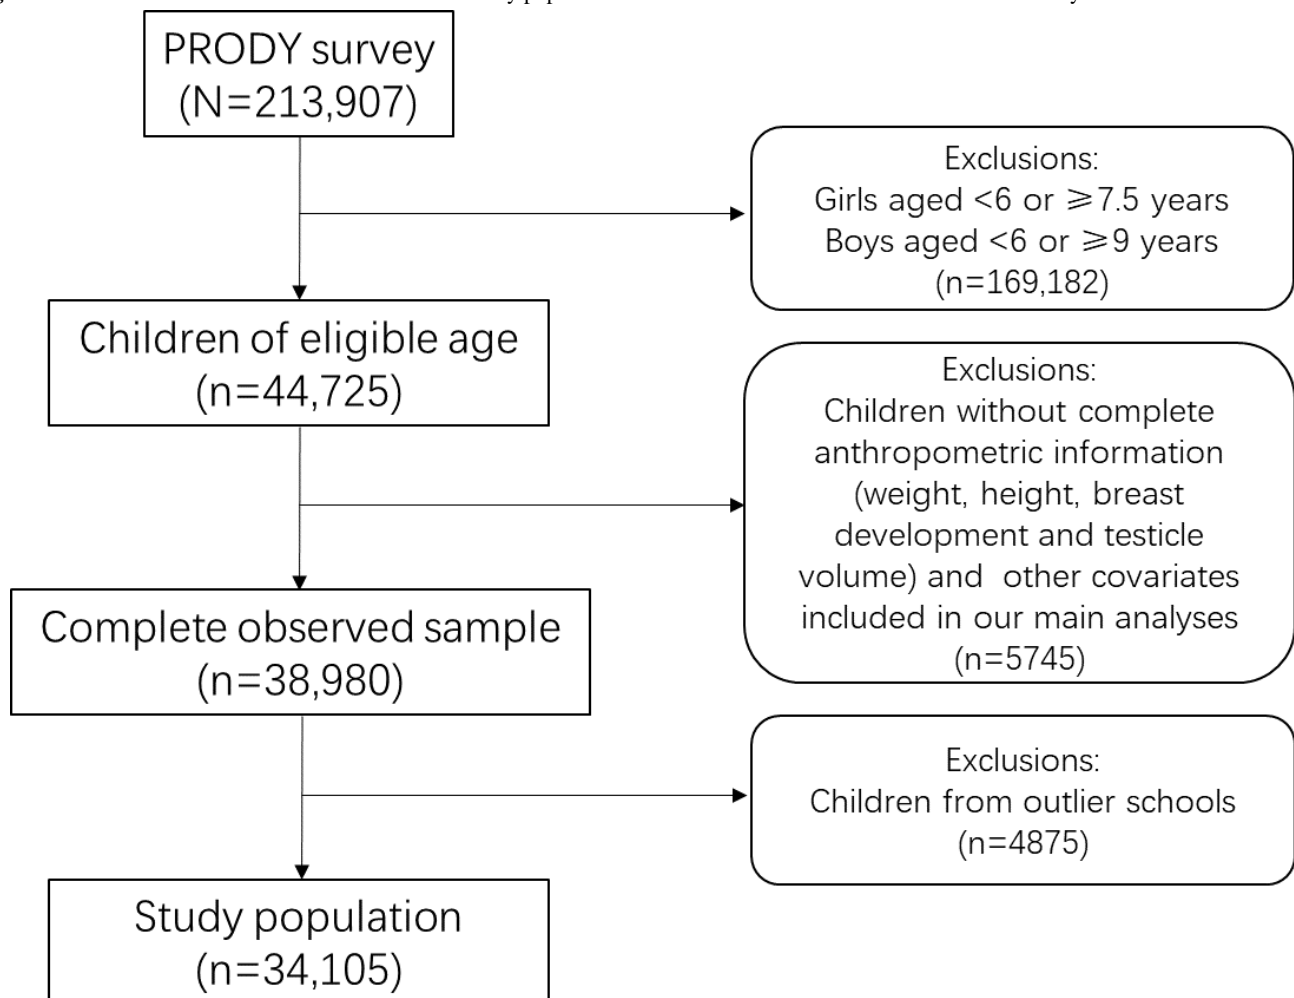 PRODY survey
(N=213,907)
Exclusions:
Girls aged <6 or ⩾7.5 years
Boys aged <6 or ⩾9 years
(n=169,182)
Children of eligible age
(n=44,725)
Exclusions:
Children without complete
anthropometric information
(weight, height, breast
development and testicle
volume) and  other covariates
included in our main analyses
(n=5745)
Complete observed sample
(n=38,980)
Exclusions:
Children from outlier schools
(n=4875)
Study population
(n=34,105)